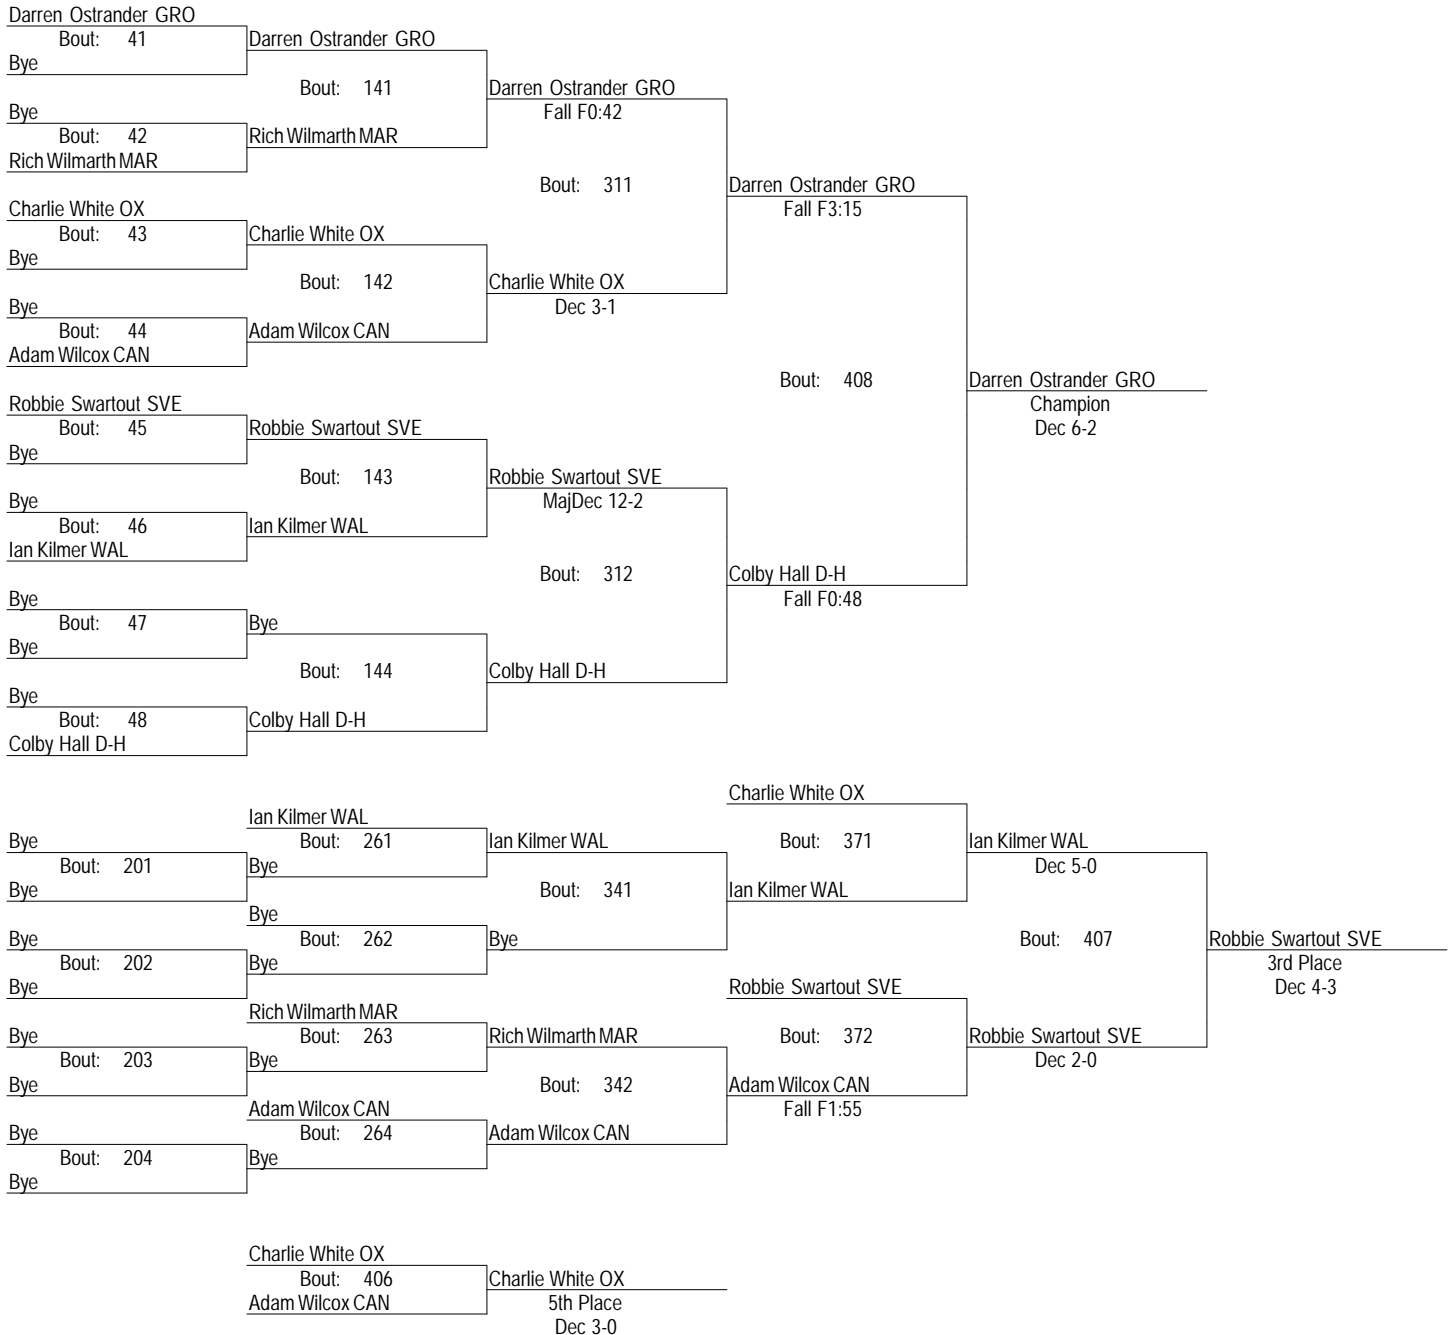 Darren Ostrander GRO
Bout: 41
Bye
Darren Ostrander GRO
Bout: 141
Darren Ostrander GRO
Fall F0:42
Bye
Bout: 42
Rich Wilmarth MAR
Rich Wilmarth MAR
Bout: 311
Darren Ostrander GRO
Fall F3:15
Charlie White OX
Bout: 43
Bye
Charlie White OX
Bout: 142
Charlie White OX
Dec 3-1
Bye
Bout: 44
Adam Wilcox CAN
Adam Wilcox CAN
Bout: 408
Darren Ostrander GRO
Champion
Dec 6-2
Robbie Swartout SVE
Bout: 45
Bye
Robbie Swartout SVE
Bout: 143
Robbie Swartout SVE
MajDec 12-2
Bye
Bout: 46
Ian Kilmer WAL
Ian Kilmer WAL
Bout: 312
Colby Hall D-H
Fall F0:48
Bye
Bout: 47
Bye
Bye
Bout: 144
Colby Hall D-H
Bye
Bout: 48
Colby Hall D-H
Colby Hall D-H
Charlie White OX
Ian Kilmer WAL
Bye
Bout: 201
Bye
Bout: 261
Bye
Ian Kilmer WAL
Bout: 371
Ian Kilmer WAL
Dec 5-0
Bout: 341
Ian Kilmer WAL
Bye
Bye
Bout: 202
Bye
Bout: 262
Bye
Bye
Bout: 407
Robbie Swartout SVE
3rd Place
Dec 4-3
Robbie Swartout SVE
Rich Wilmarth MAR
Bye
Bout: 203
Bye
Bout: 263
Bye
Rich Wilmarth MAR
Bout: 372
Robbie Swartout SVE
Dec 2-0
Bout: 342
Adam Wilcox CAN
Fall F1:55
Adam Wilcox CAN
Bye
Bout: 204
Bye
Bout: 264
Bye
Adam Wilcox CAN
Charlie White OX
Bout: 406
Adam Wilcox CAN
Charlie White OX
5th Place
Dec 3-0